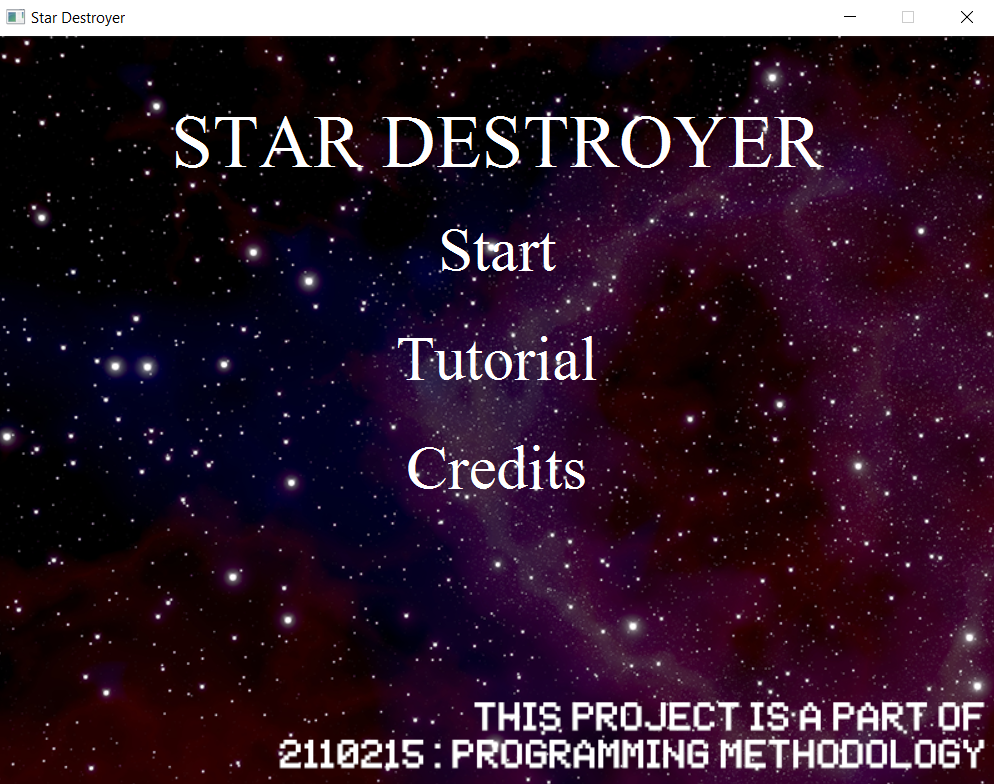 Star Destroyer
STAR DESTROYER
Start
Tutorial
Credits
THIS PROJECT IS A PART OF
2110215 : PROGRAMMING METHODOLOGY